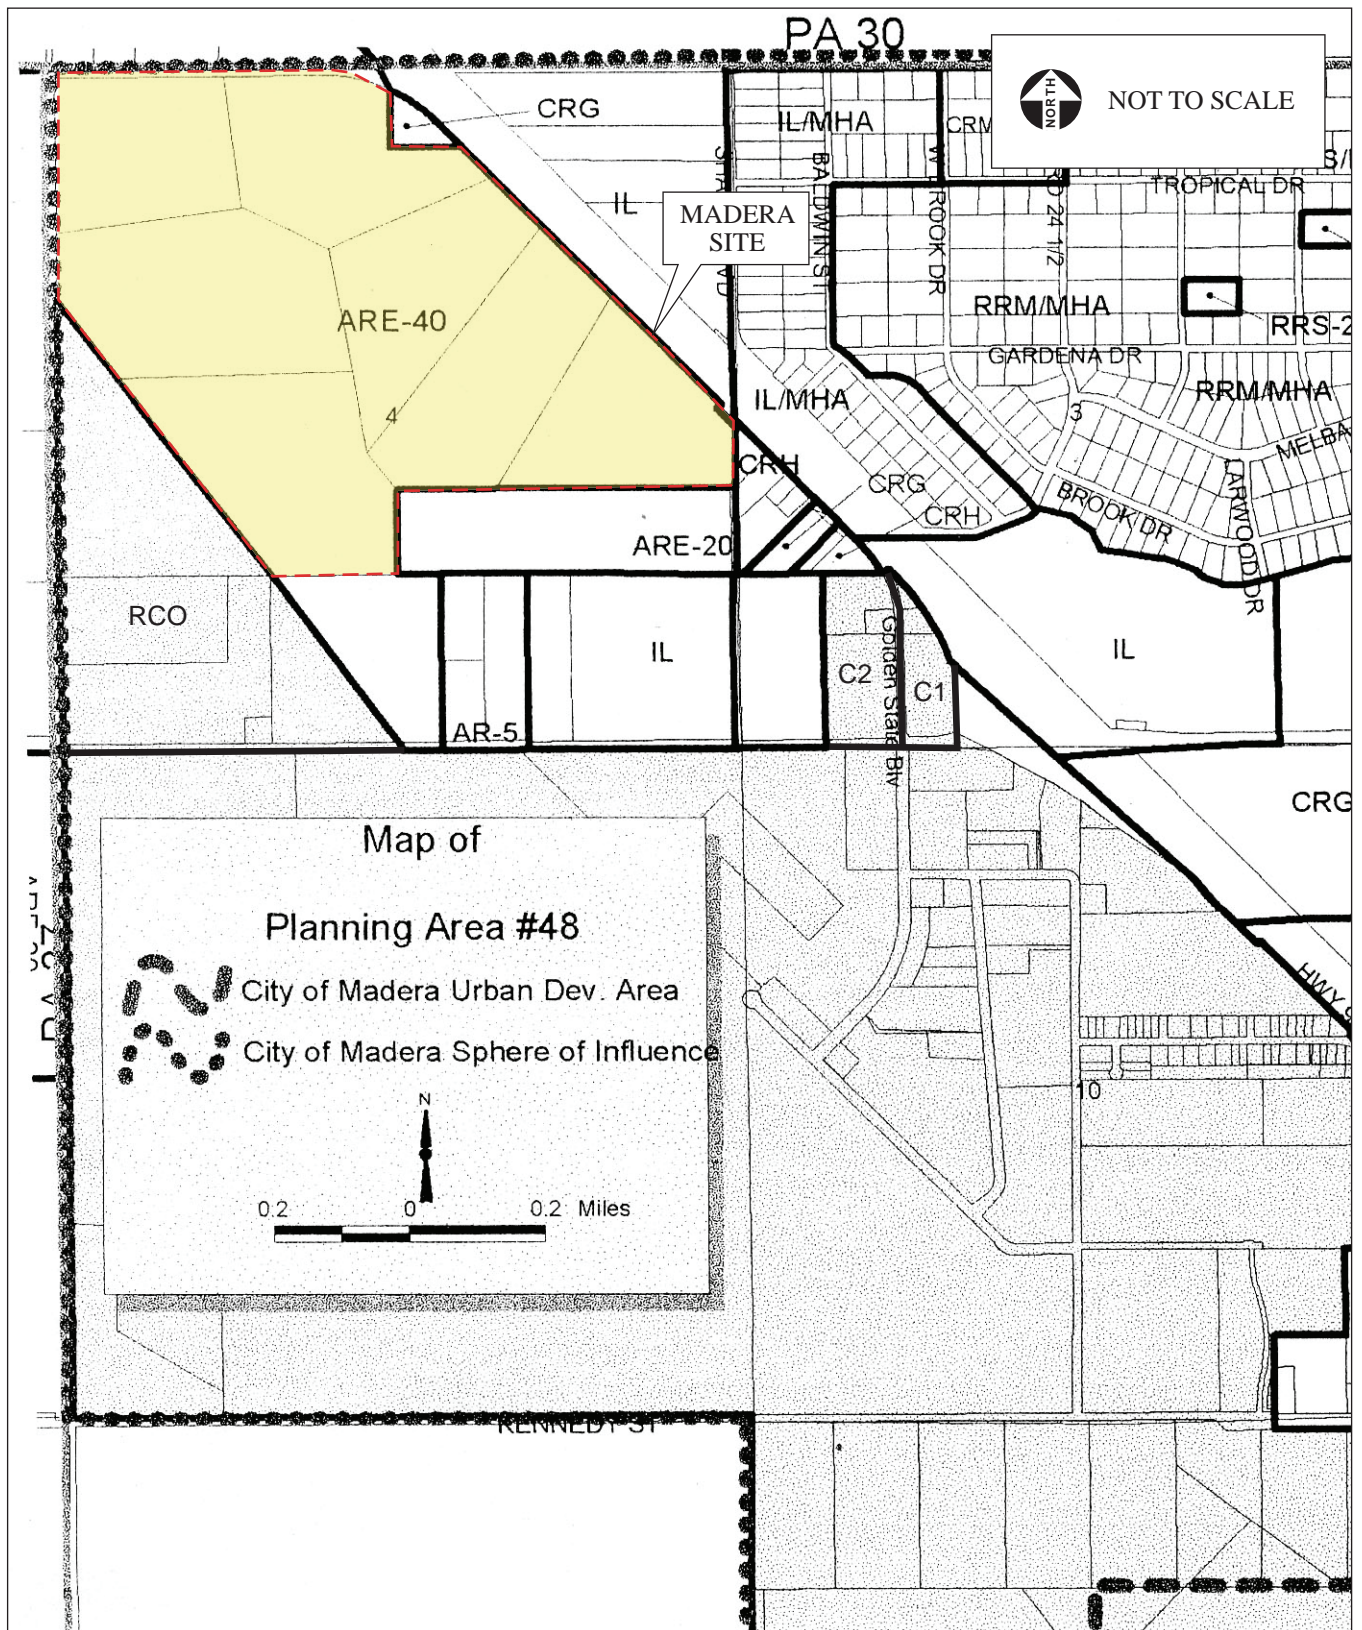 PA 30
NORTH
NOT TO SCALE
CRG
IL/MHA
CRM
TROPICAL DR
IL
MADERA
SITE
BALDWIN ST
RD 24 1/2
RRM/MHA
RRS-2
ARE-40
GARDENA DR
RRM/MHA
IL/MHA
4
3
MELBA
CRH
CRG
CRH
BROOK DR
LARWOOD DR
ARE-20
RCO
IL
C2
C1
Golden State Blv
IL
AR-5
CRG
Map of
Planning Area #48
City of Madera Urban Dev. Area
City of Madera Sphere of Influence
N
0.2 0 0.2 Miles
HWY 9
10
KENNEDY ST